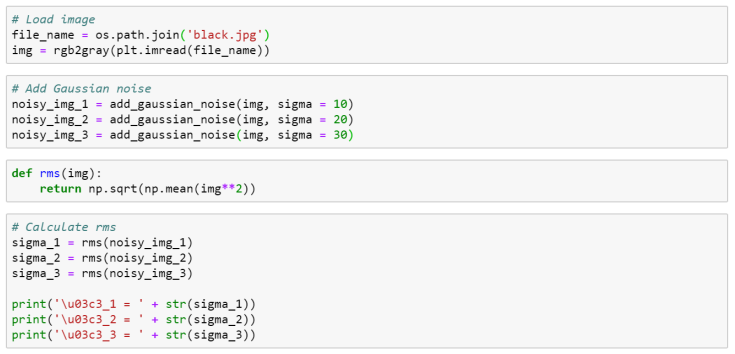 # Load image
file_name = os.path.join('black.jpg')
img = rgb2gray(plt.imread(file_name))
# Add Gaussian noise
noisy_img_1 = add_gaussian_noise(img, sigma = 10)
noisy_img_2 = add_gaussian_noise(img, sigma = 20)
noisy_img_3 = add_gaussian_noise(img, sigma = 30)
def rms(img):
    return np.sqrt(np.mean(img**2))
# Calculate rms
sigma_1 = rms(noisy_img_1)
sigma_2 = rms(noisy_img_2)
sigma_3 = rms(noisy_img_3)
print('\u03c3_1 = ' + str(sigma_1))
print('\u03c3_2 = ' + str(sigma_2))
print('\u03c3_3 = ' + str(sigma_3))